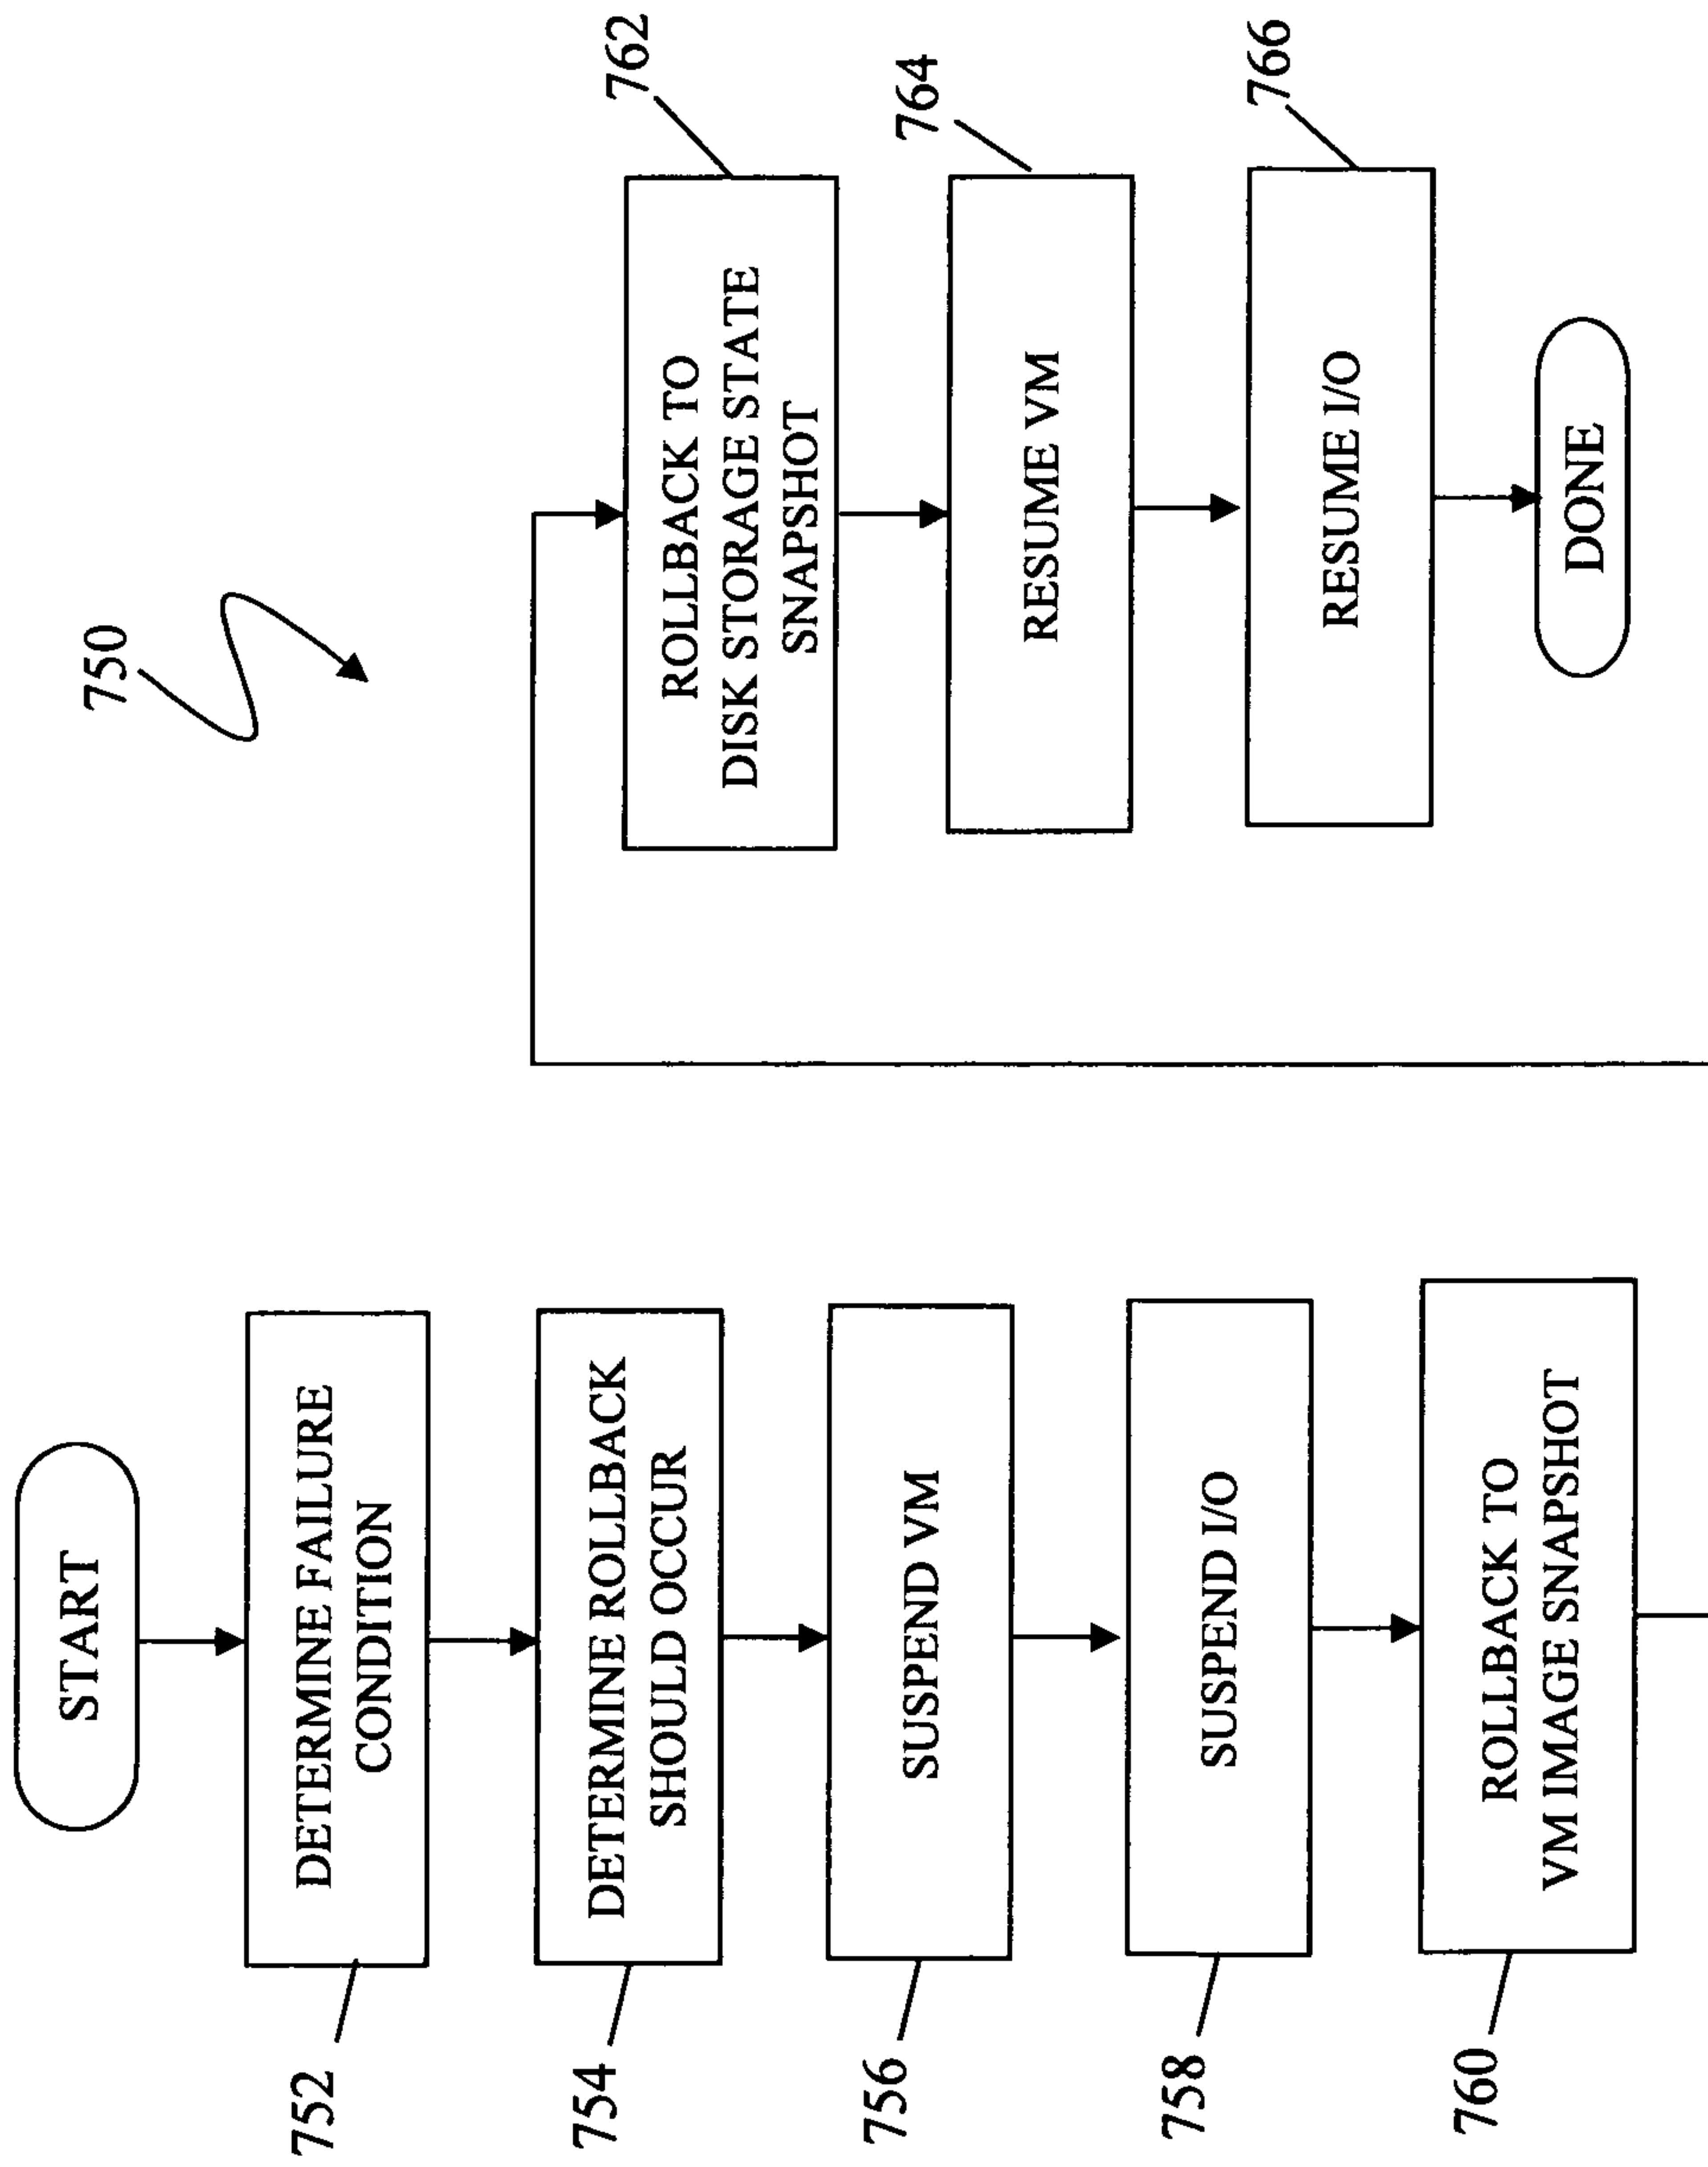 750
START
752
DETERMINE FAILURE
CONDITION
754
DETERMINE ROLLBACK
SHOULD OCCUR
756
SUSPEND VM
758
SUSPEND I/O
760
ROLLBACK TO
VM IMAGE SNAPSHOT
762
ROLLBACK TO
DISK STORAGE STATE
SNAPSHOT
764
RESUME VM
766
RESUME I/O
DONE